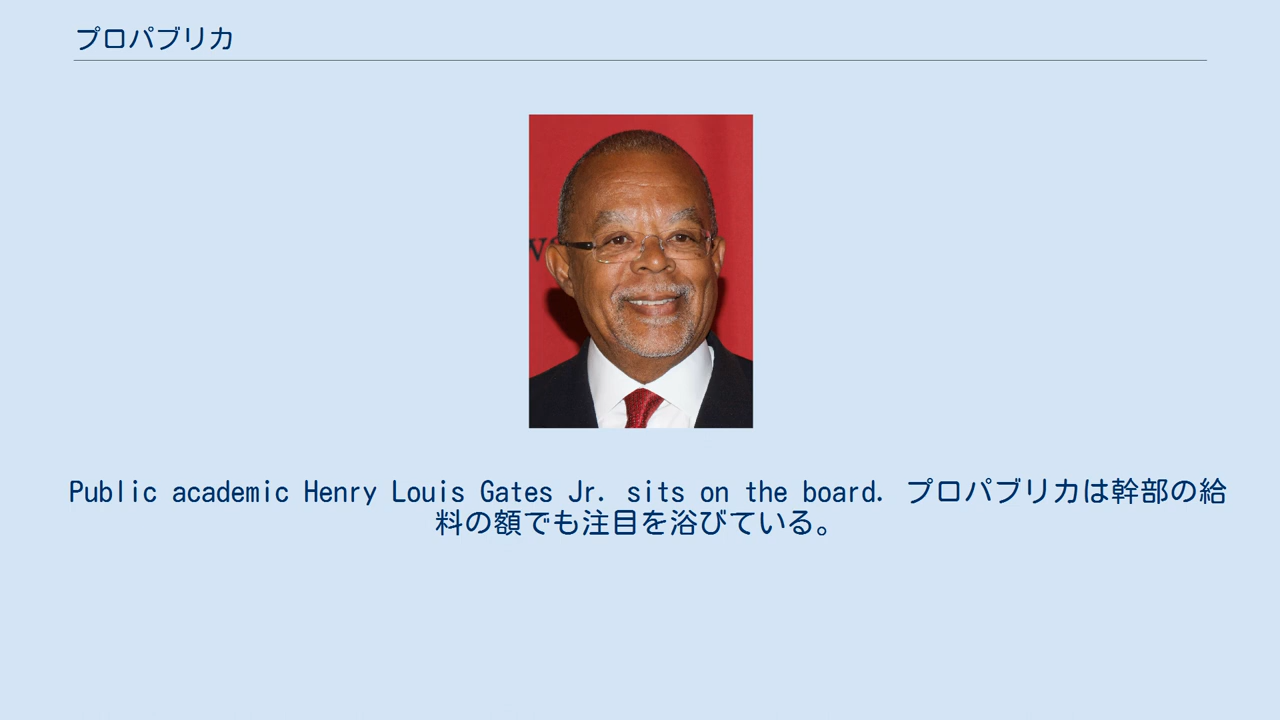 プロパブリカ
Public academic Henry Louis Gates Jr. sits on the board. プロパブリカは幹部の給
料の額でも注目を浴びている。